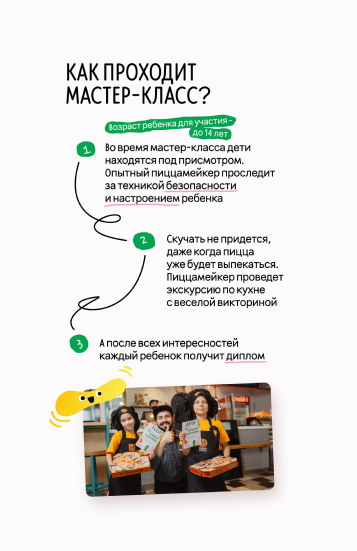 КАК ПРОХОДИТ
МАСТЕР-КЛАСС?
Возраст ребенка для участия -
до 14 лет
1
Во время мастер-класса дети
находятся под присмотром.
Опытный пиццамейкер проследит
за техникой безопасности
и настроением ребенка
2
Скучать не придется,
даже когда пицца
уже будет выпекаться.
Пиццамейкер проведет
экскурсию по кухне
с веселой викториной
3
А после всех интересностей
каждый ребенок получит диплом